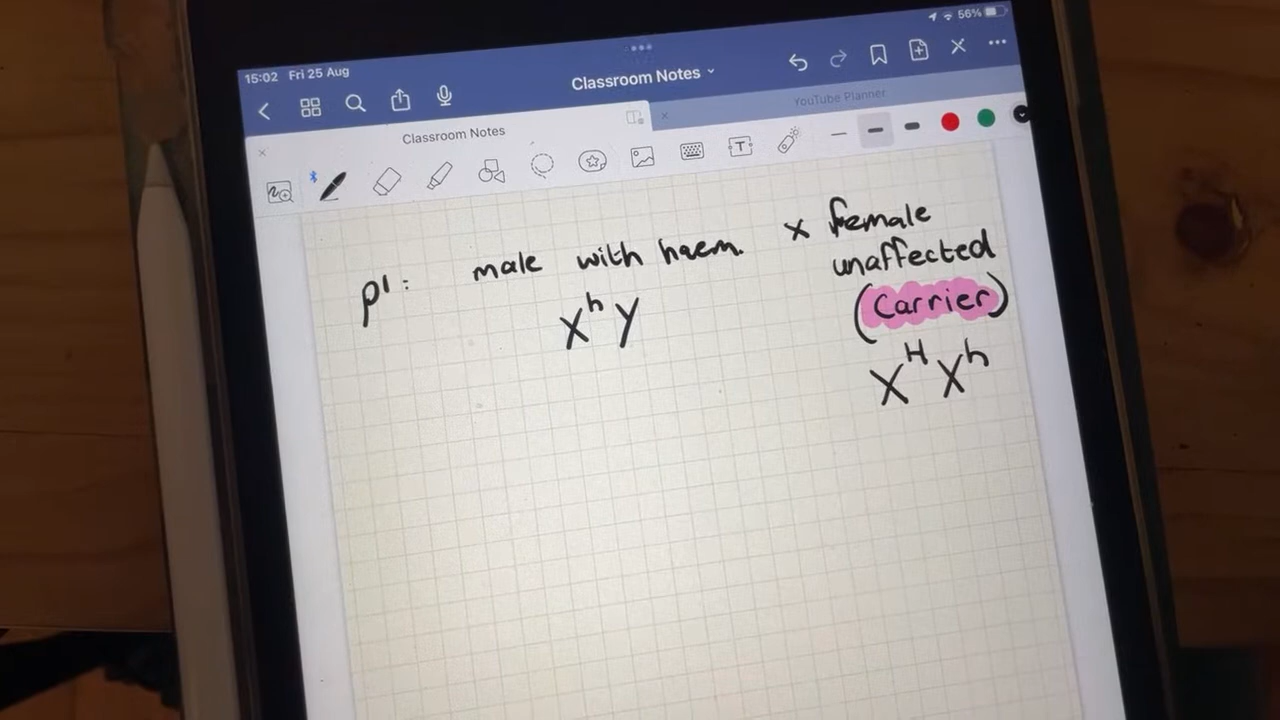 56%
15:02 Fri 25 Aug
Classroom Notes
YouTube Planner
Classroom Notes
T
P1: male with haem. x female
unaffected
(Carrier)
XʰY
XᴴXʰ